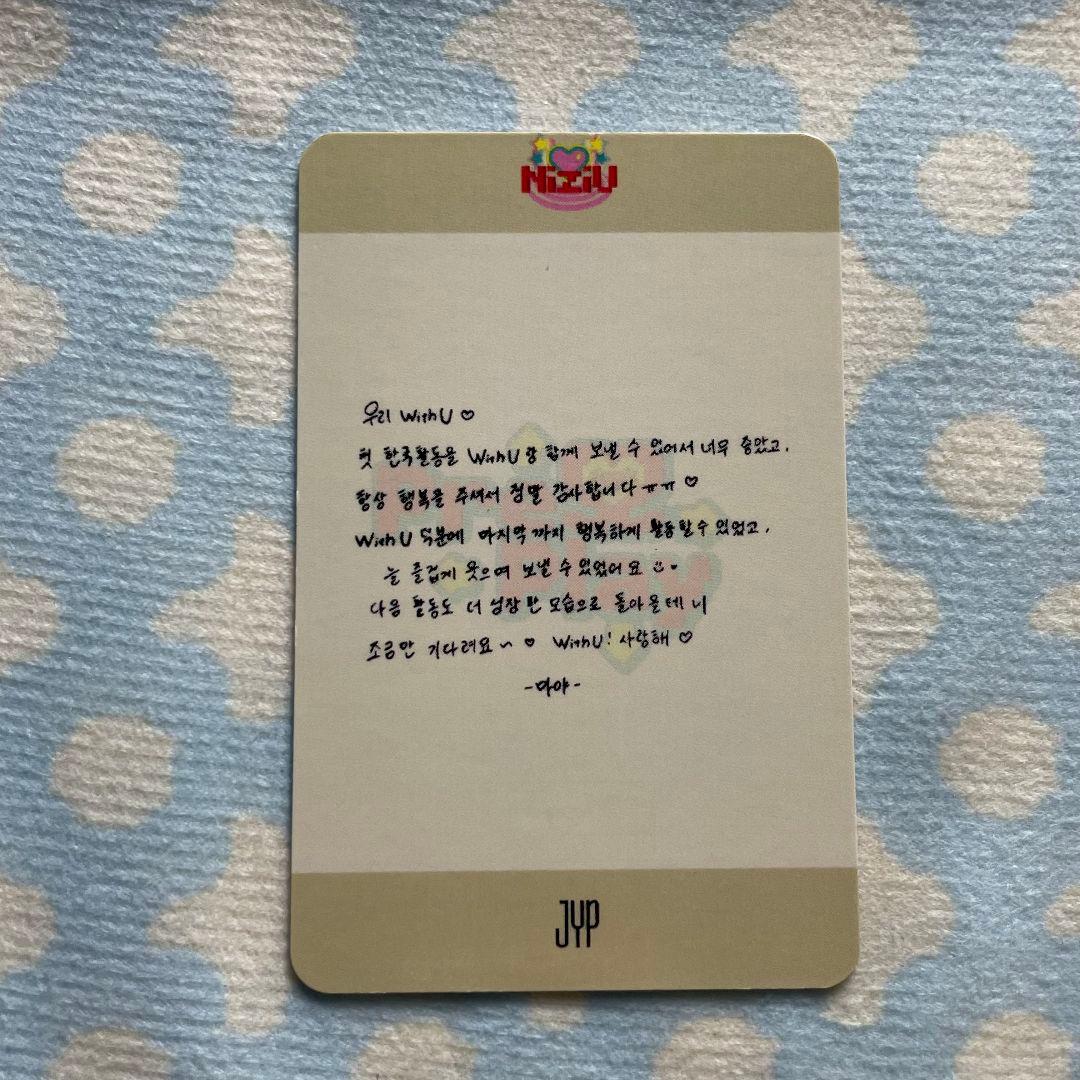 NiziU
우리 WithU ♡
첫 한국활동을 WithU랑 함께 보낼 수 있어서 너무 좋았고,
항상 행복을 주셔서 정말 감사합니다 ㅠㅠ ♡
WithU 덕분에 마지막까지 행복하게 활동할 수 있었고,
늘 즐겁게 웃으며 보낼 수 있었어요
다음 활동도 더 성장한 모습으로 돌아올테니
조금만 기다려요~ ♡ WithU! 사랑해 ♡
-마야-
Press Play
JYP